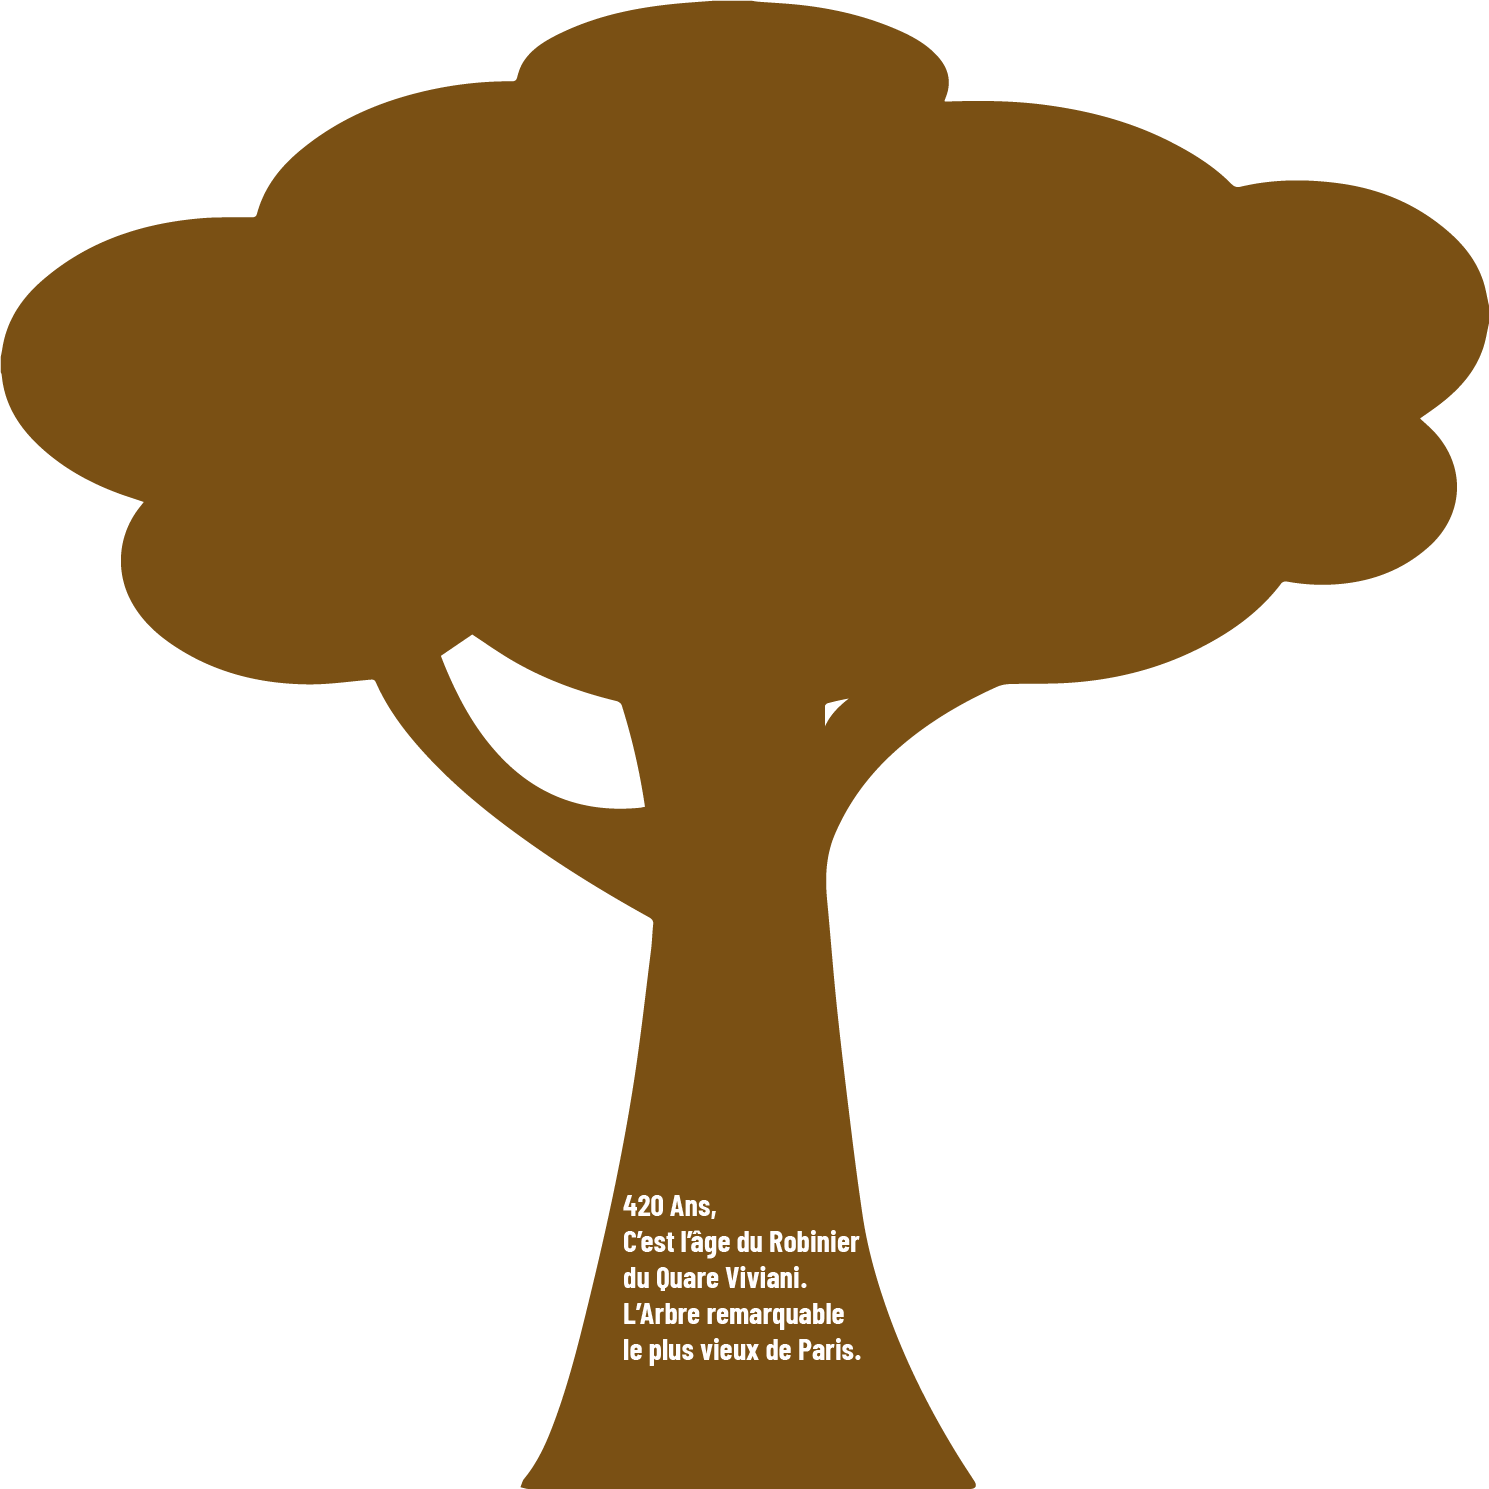 420 Ans,
C’est l’âge du Robinier
du Quare Viviani.
L’Arbre remarquable
le plus vieux de Paris.